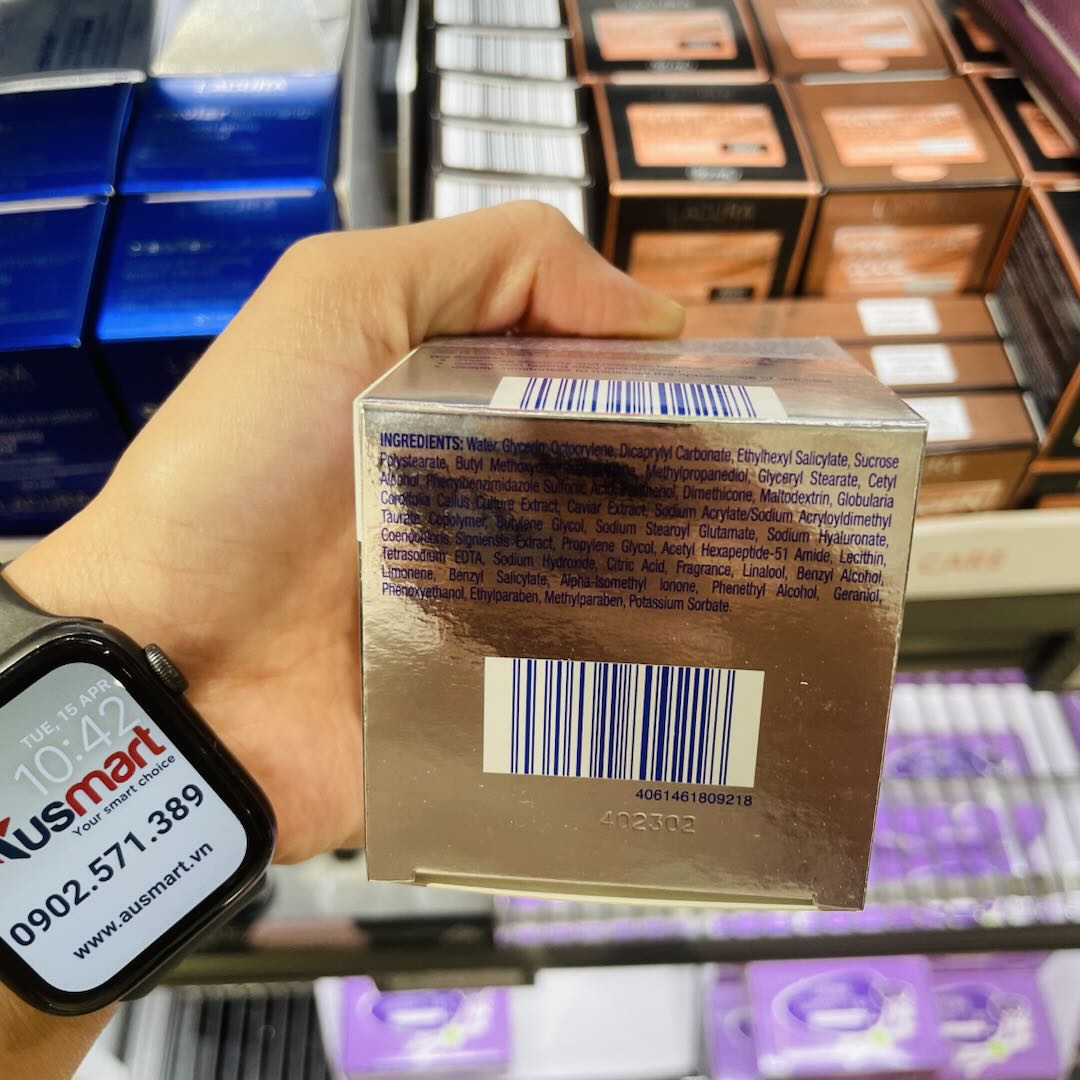 INGREDIENTS: Water, Glycerin, Octocrylene, Dicaprylyl Carbonate, Ethylhexyl Salicylate, Sucrose
Polystearate, Butyl Methoxydi Methylpropanediol, Glyceryl Stearate, Cetyl
Alcohol, Phenylbenzimidazole Sulfonic Acid, Panthenol, Dimethicone, Maltodextrin, Globularia
Cordifolia Callus Culture Extract, Caviar Extract, Sodium Acrylate/Sodium Acryloyldimethyl
Taurate Copolymer, Butylene Glycol, Sodium Stearoyl Glutamate, Sodium Hyaluronate,
Coenochloris Signiensis Extract, Propylene Glycol, Acetyl Hexapeptide-51 Amide, Lecithin,
Tetrasodium EDTA, Sodium Hydroxide, Citric Acid, Fragrance, Linalool, Benzyl Alcohol,
Limonene, Benzyl Salicylate, Alpha-Isomethyl Ionone, Phenethyl Alcohol, Geraniol,
Phenoxyethanol, Ethylparaben, Methylparaben, Potassium Sorbate.
4061461809218
402302
TUE, 15 APR
10:42
Ausmart
Your smart choice
0902.571.389
www.ausmart.vn
LACURA
CARE